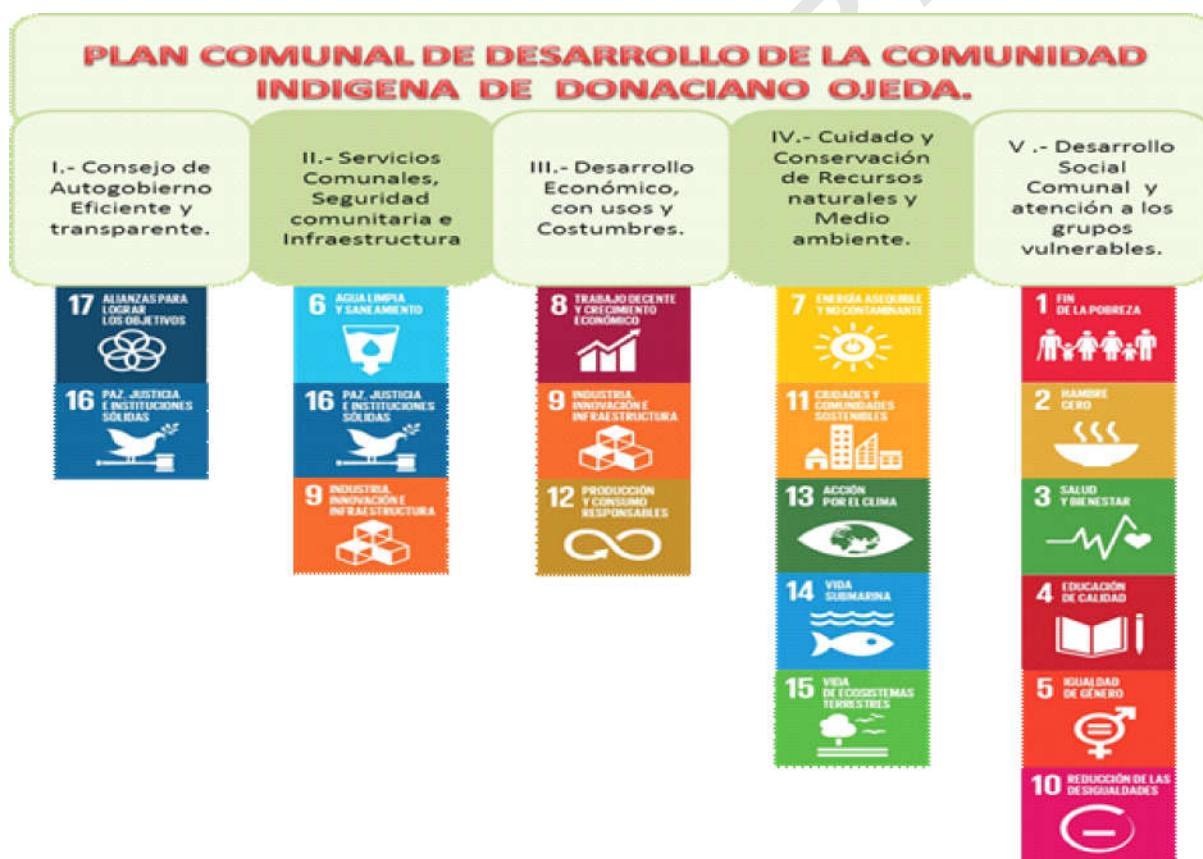 PLAN COMUNAL DE DESARROLLO DE LA COMUNIDAD
INDIGENA DE DONACIANO OJEDA.
I.- Consejo de
Autogobierno
Eficiente y
transparente.
II.- Servicios
Comunales,
Seguridad
comunitaria e
Infraestructura
III.- Desarrollo
Económico,
con usos y
Costumbres.
IV.- Cuidado y
Conservación
de Recursos
naturales y
Medio
ambiente.
V .- Desarrollo
Social
Comunal y
atención a los
grupos
vulnerables.
17 ALIANZAS PARA
LOGRAR
LOS OBJETIVOS
16 PAZ, JUSTICIA
E INSTITUCIONES
SÓLIDAS
6 AGUA LIMPIA
Y SANEAMIENTO
16 PAZ, JUSTICIA
E INSTITUCIONES
SÓLIDAS
9 INDUSTRIA,
INNOVACIÓN E
INFRAESTRUCTURA
8 TRABAJO DECENTE
Y CRECIMIENTO
ECONÓMICO
9 INDUSTRIA,
INNOVACIÓN E
INFRAESTRUCTURA
12 PRODUCCIÓN
Y CONSUMO
RESPONSABLES
7 ENERGÍA ASEQUIBLE
Y NO CONTAMINANTE
11 CIUDADES Y
COMUNIDADES
SOSTENIBLES
13 ACCIÓN
POR EL CLIMA
14 VIDA
SUBMARINA
15 VIDA
DE ECOSISTEMAS
TERRESTRES
1 FIN
DE LA POBREZA
2 HAMBRE
CERO
3 SALUD
Y BIENESTAR
4 EDUCACIÓN
DE CALIDAD
5 IGUALDAD
DE GÉNERO
10 REDUCCIÓN DE LAS
DESIGUALDADES